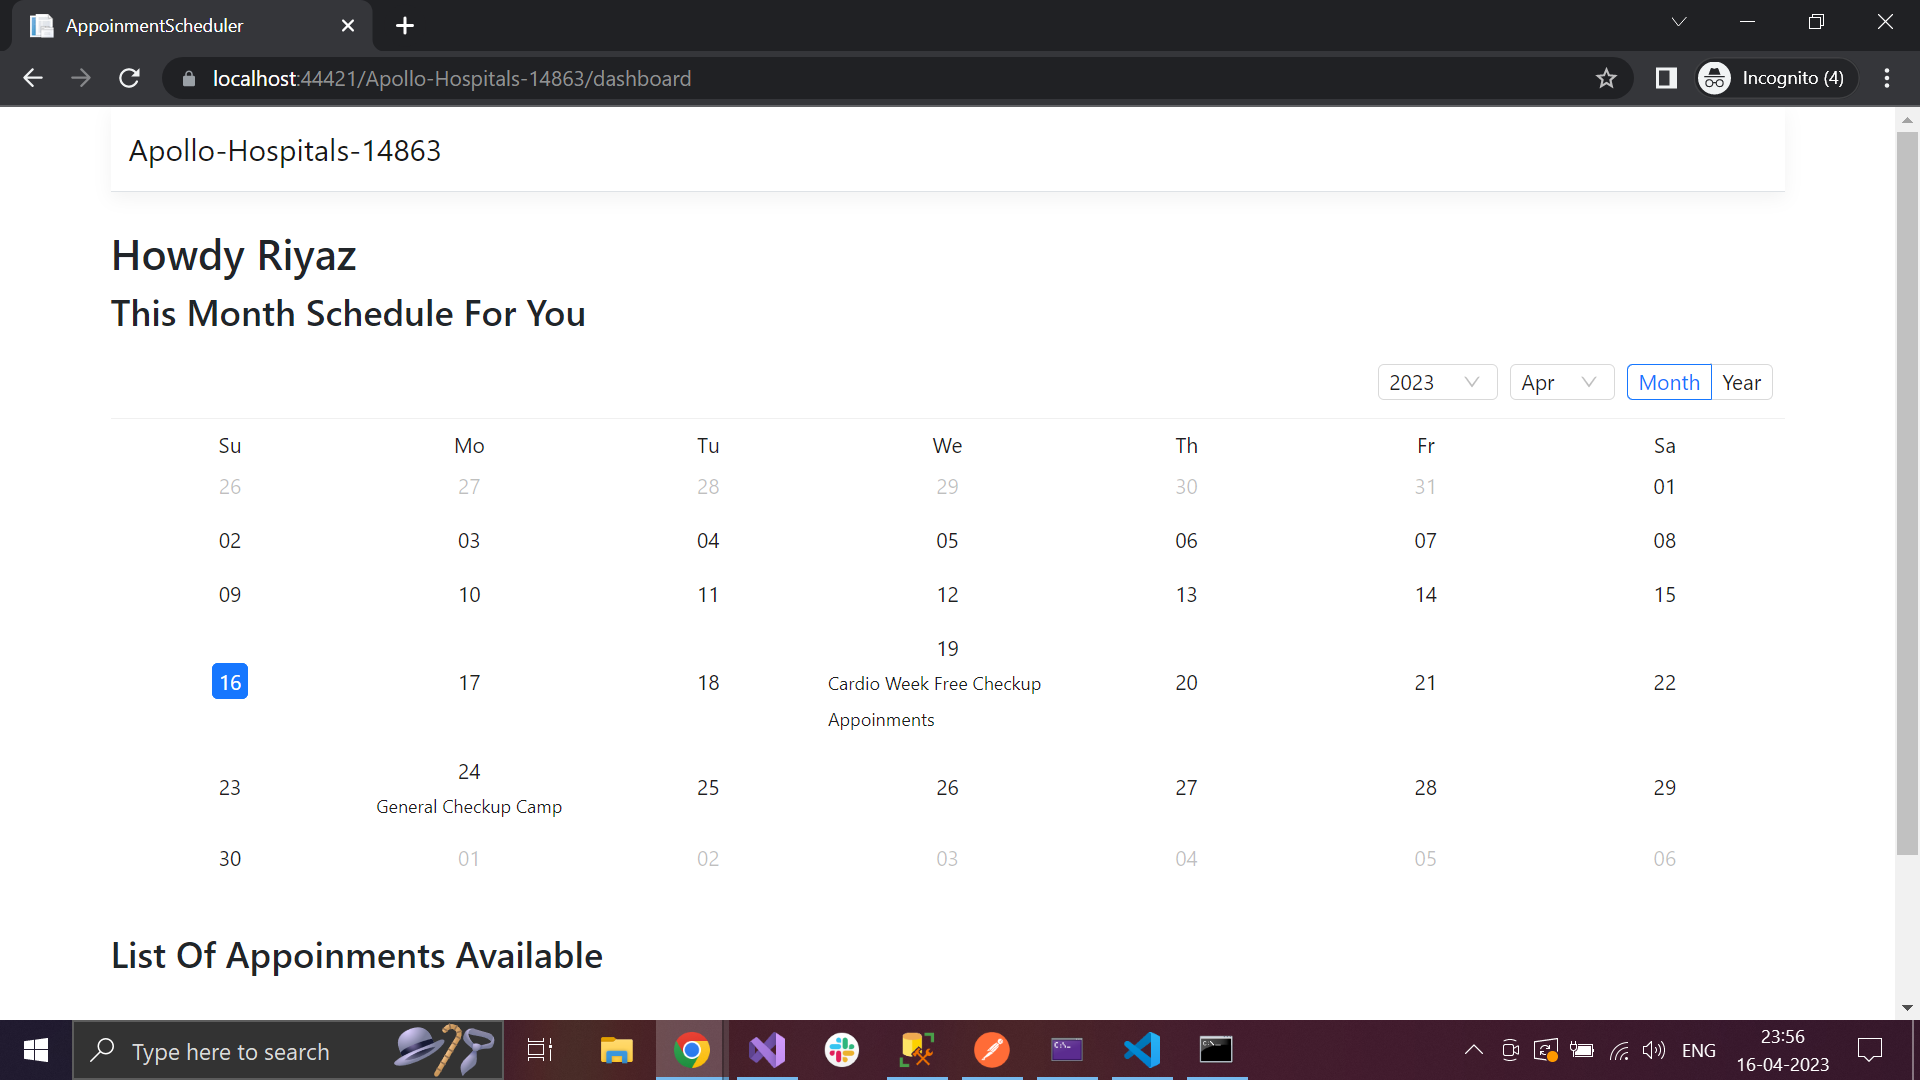 AppoinmentScheduler
localhost:44421/Apollo-Hospitals-14863/dashboard
Incognito (4)
Apollo-Hospitals-14863
Howdy Riyaz
This Month Schedule For You
2023 Apr Month Year
Su Mo Tu We Th Fr Sa
26 27 28 29 30 31 01
02 03 04 05 06 07 08
09 10 11 12 13 14 15
16 17 18 19 20 21 22
Cardio Week Free Checkup
Appoinments
23 24 25 26 27 28 29
General Checkup Camp
30 01 02 03 04 05 06
List Of Appoinments Available
Type here to search
ENG
23:56
16-04-2023